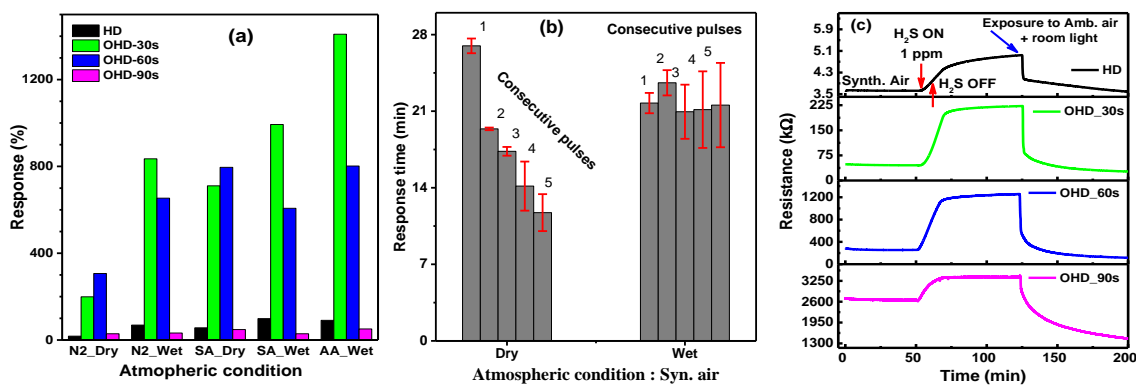 (a)
HD
OHD-30s
OHD-60s
OHD-90s
1200
800
400
0
Response (%)
N2_Dry N2_Wet SA_Dry SA_Wet AA_Wet
Atmopheric condition
(b)
Consecutive pulses
Consecutive pulses
1
2
3
4
5
1
2
3
4
5
28
21
14
7
0
Response time (min)
Dry Wet
Atmospheric condition : Syn. air
(c)
Exposure to Amb. air
+ room light
H2S ON
1 ppm
H2S OFF
Synth. Air
HD
OHD_30s
OHD_60s
OHD_90s
5.1
4.3
3.5
225
150
75
1200
800
400
3250
2600
1950
1300
Resistance (kΩ)
0 50 100 150 200
Time (min)